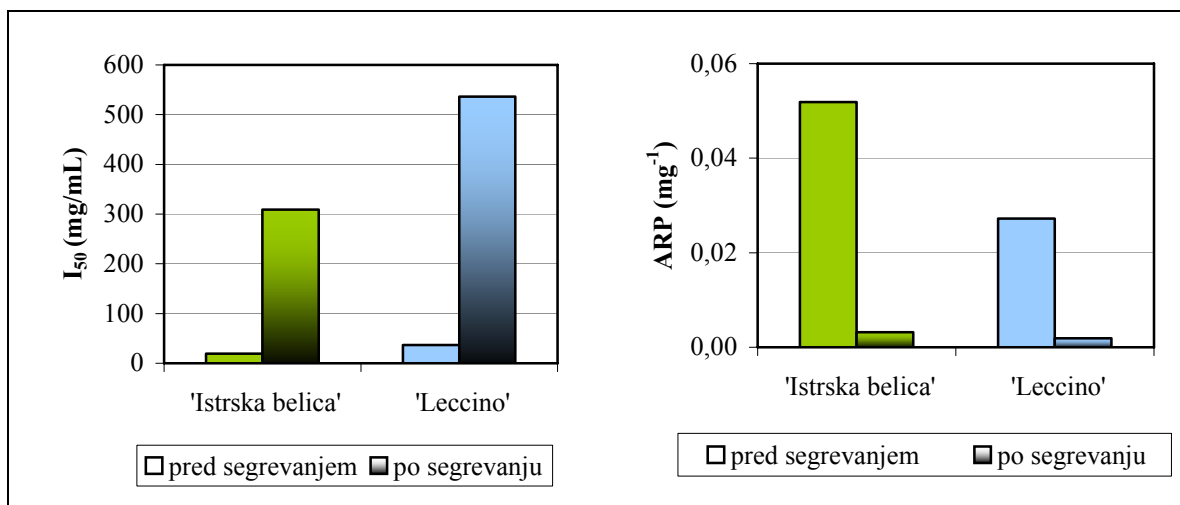 I50 (mg/mL)
600
500
400
300
200
100
0
'Istrska belica' 'Leccino'
pred segrevanjem po segrevanju
ARP (mg-1)
0,06
0,04
0,02
0,00
'Istrska belica' 'Leccino'
pred segrevanjem po segrevanju